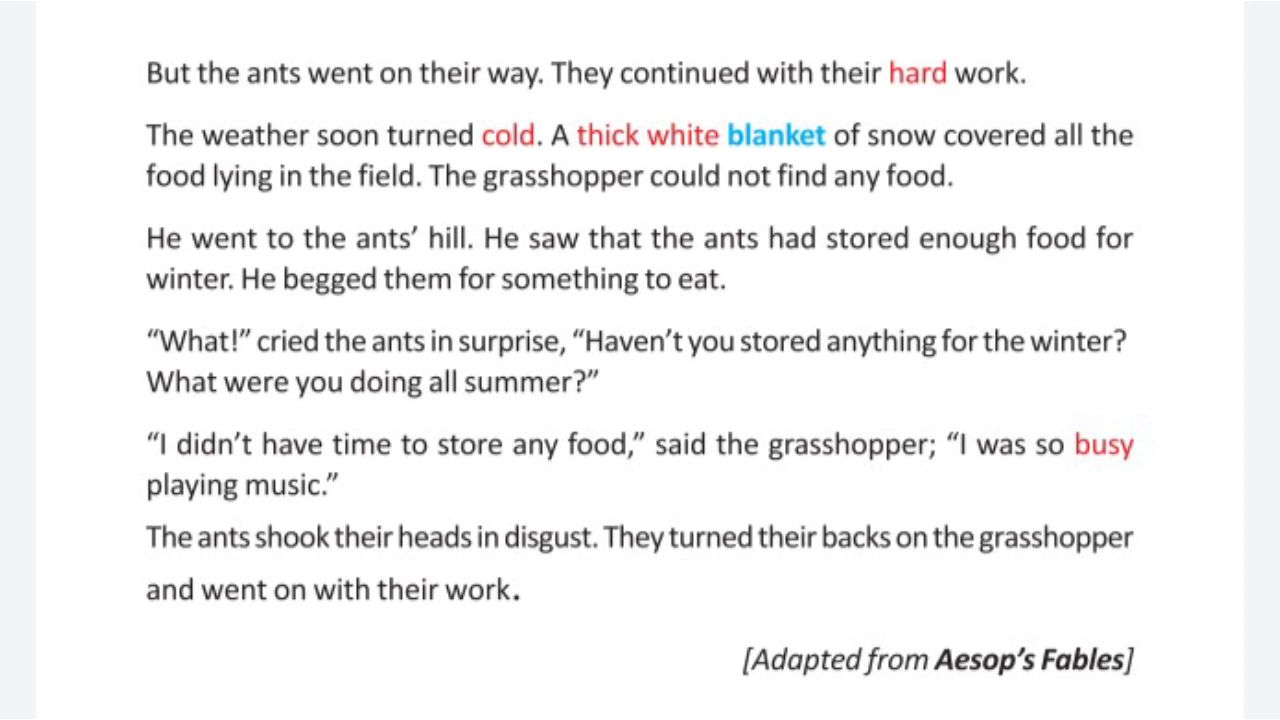 But the ants went on their way. They continued with their hard work.
The weather soon turned cold. A thick white blanket of snow covered all the
food lying in the field. The grasshopper could not find any food.
He went to the ants’ hill. He saw that the ants had stored enough food for
winter. He begged them for something to eat.
“What!” cried the ants in surprise, “Haven’t you stored anything for the winter?
What were you doing all summer?”
“I didn’t have time to store any food,” said the grasshopper; “I was so busy
playing music.”
The ants shook their heads in disgust. They turned their backs on the grasshopper
and went on with their work.
[Adapted from Aesop’s Fables]